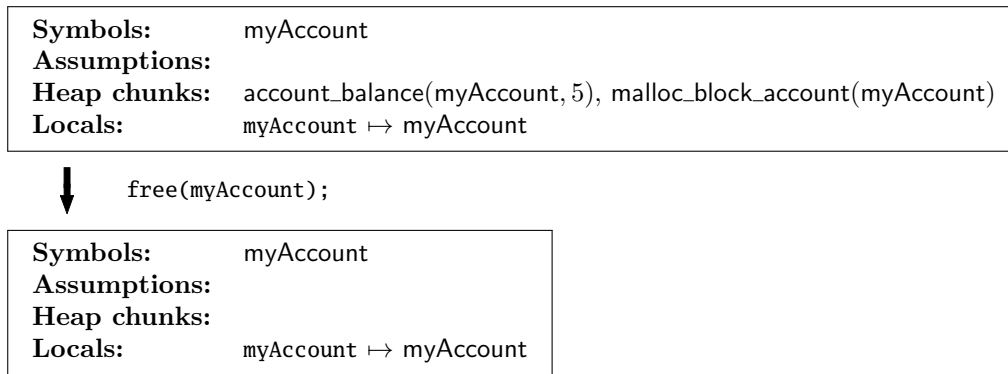 Symbols: myAccount
Assumptions:
Heap chunks: account_balance(myAccount, 5), malloc_block_account(myAccount)
Locals: myAccount ↦ myAccount
free(myAccount);
Symbols: myAccount
Assumptions:
Heap chunks:
Locals: myAccount ↦ myAccount